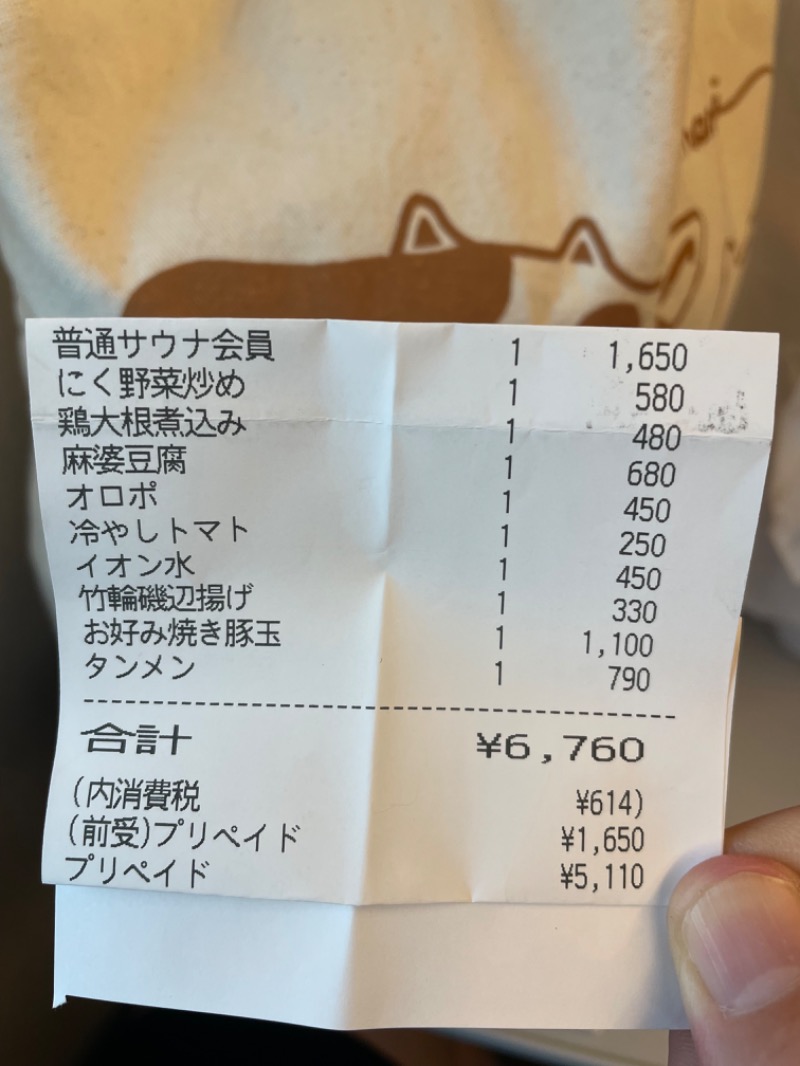 普通サウナ会員 1 1,650
にく野菜炒め 1 580
鶏大根煮込み 1 480
麻婆豆腐 1 680
オロポ 1 450
冷やしトマト 1 250
イオン水 1 450
竹輪磯辺揚げ 1 330
お好み焼き豚玉 1 1,100
タンメン 1 790
合計 ¥6,760
(内消費税 ¥614)
(前受)プリペイド ¥1,650
プリペイド ¥5,110